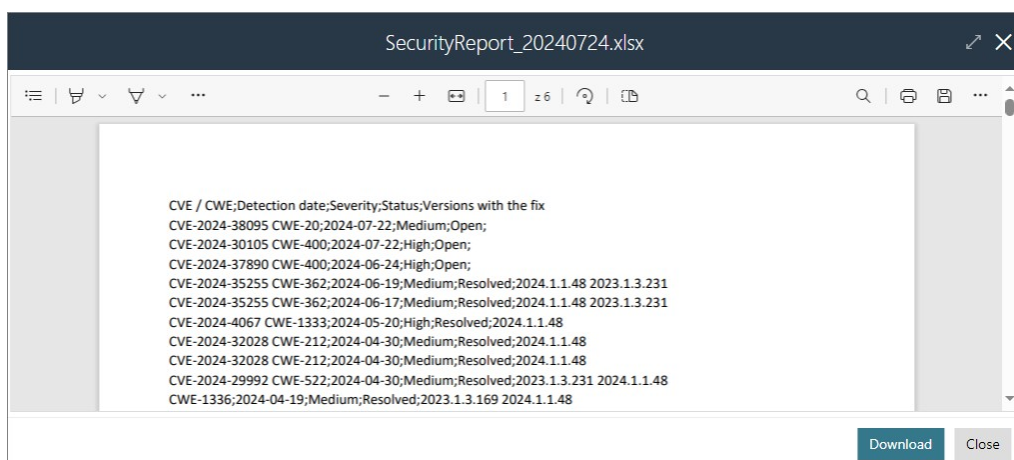 SecurityReport_20240724.xlsx
1 z 6
CVE / CWE;Detection date;Severity;Status;Versions with the fix
CVE-2024-38095 CWE-20;2024-07-22;Medium;Open;
CVE-2024-30105 CWE-400;2024-07-22;High;Open;
CVE-2024-37890 CWE-400;2024-06-24;High;Open;
CVE-2024-35255 CWE-362;2024-06-19;Medium;Resolved;2024.1.1.48 2023.1.3.231
CVE-2024-35255 CWE-362;2024-06-17;Medium;Resolved;2024.1.1.48 2023.1.3.231
CVE-2024-4067 CWE-1333;2024-05-20;High;Resolved;2024.1.1.48
CVE-2024-32028 CWE-212;2024-04-30;Medium;Resolved;2024.1.1.48
CVE-2024-32028 CWE-212;2024-04-30;Medium;Resolved;2024.1.1.48
CVE-2024-29992 CWE-522;2024-04-30;Medium;Resolved;2023.1.3.231 2024.1.1.48
CWE-1336;2024-04-19;Medium;Resolved;2023.1.3.169 2024.1.1.48
Download Close